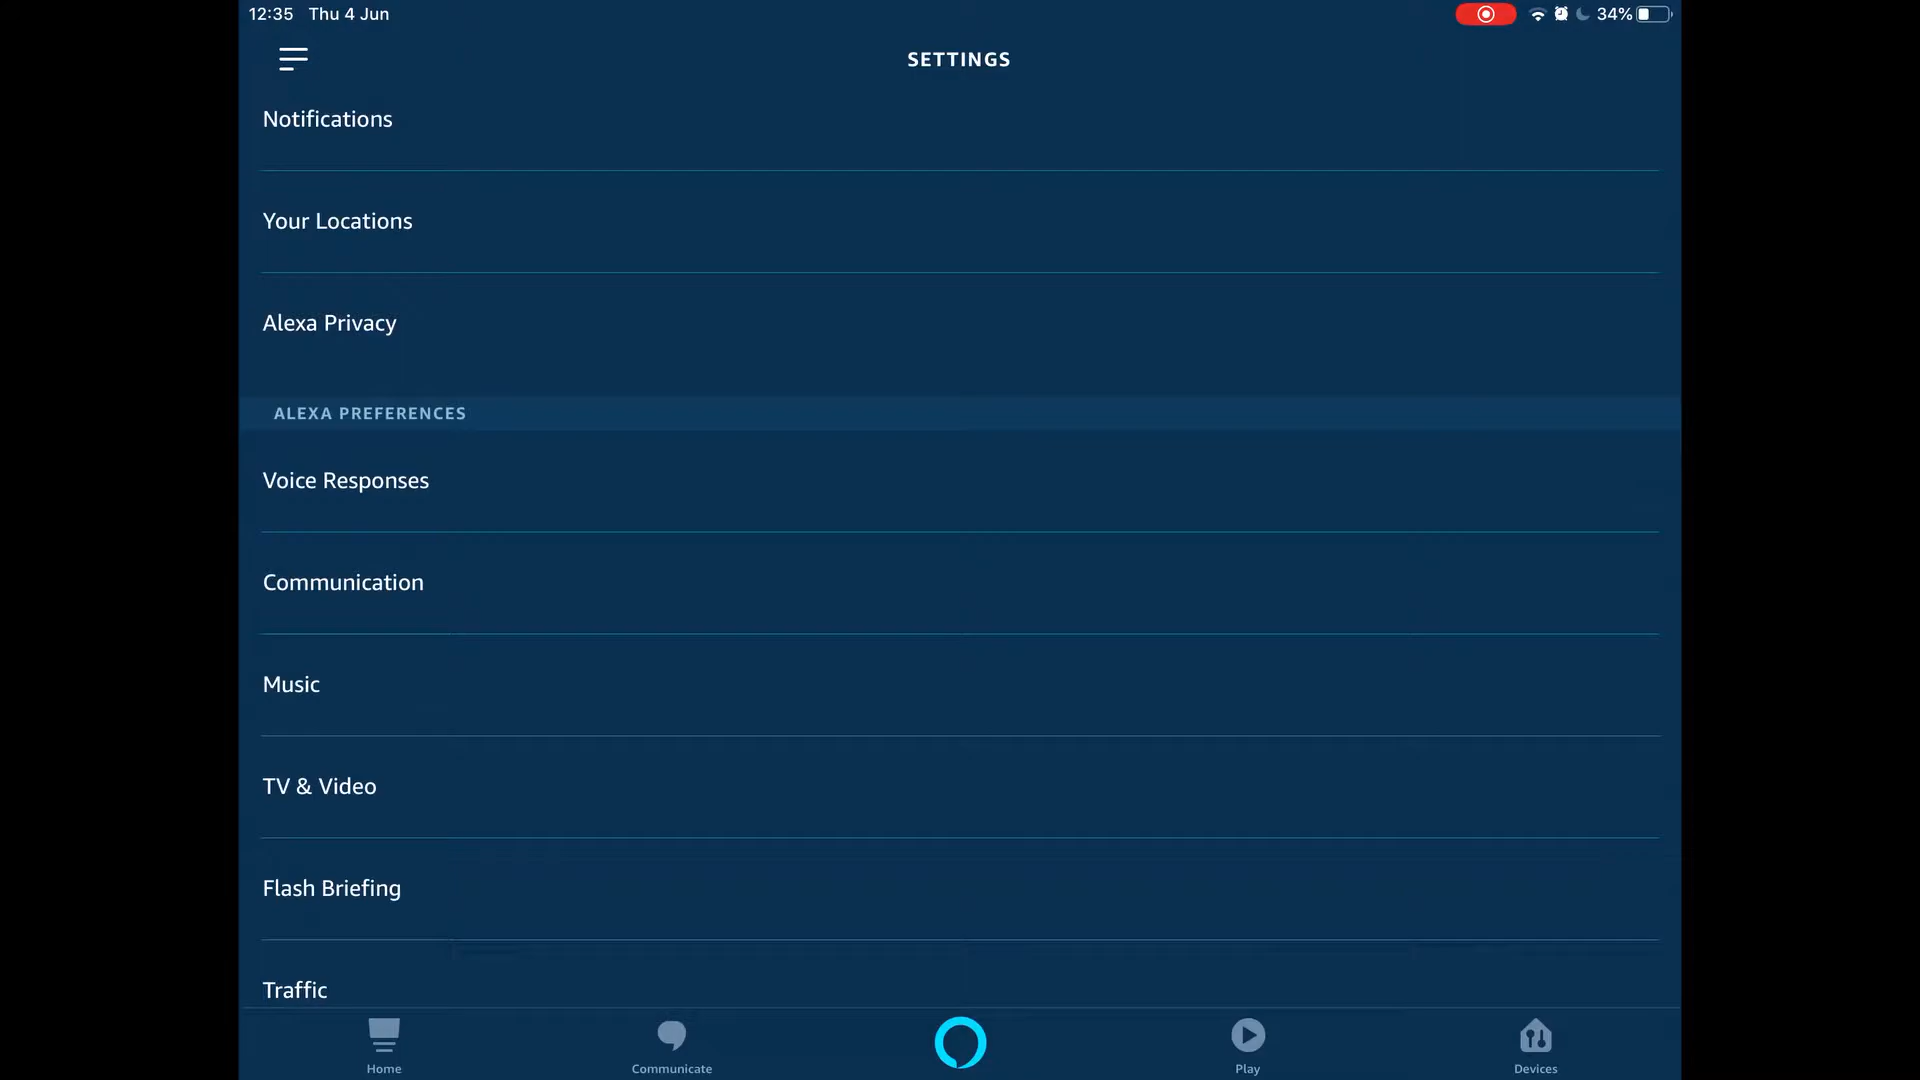 12:35 Thu 4 Jun
34%
SETTINGS
Notifications
Your Locations
Alexa Privacy
ALEXA PREFERENCES
Voice Responses
Communication
Music
TV & Video
Flash Briefing
Traffic
Home
Communicate
Play
Devices